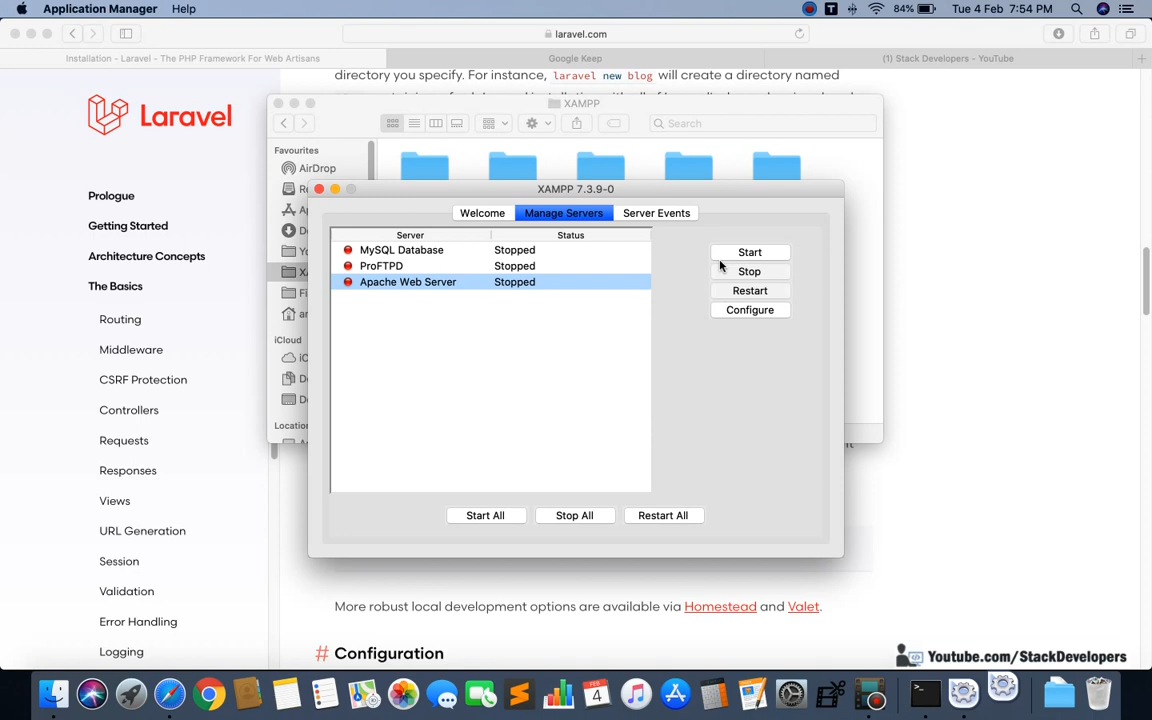 Application Manager Help
84% Tue 4 Feb 7:54 PM
laravel.com
Installation - Laravel - The PHP Framework For Web Artisans
Google Keep
(1) Stack Developers - YouTube
directory you specify. For instance, laravel new blog will create a directory named
Laravel
Prologue
Getting Started
Architecture Concepts
The Basics
Routing
Middleware
CSRF Protection
Controllers
Requests
Responses
Views
URL Generation
Session
Validation
Error Handling
Logging
XAMPP
Search
Favourites
AirDrop
iCloud
XAMPP 7.3.9-0
Welcome
Manage Servers
Server Events
Server Status
MySQL Database Stopped
ProFTPD Stopped
Apache Web Server Stopped
Start
Stop
Restart
Configure
Start All
Stop All
Restart All
More robust local development options are available via Homestead and Valet.
# Configuration
Youtube.com/StackDevelopers